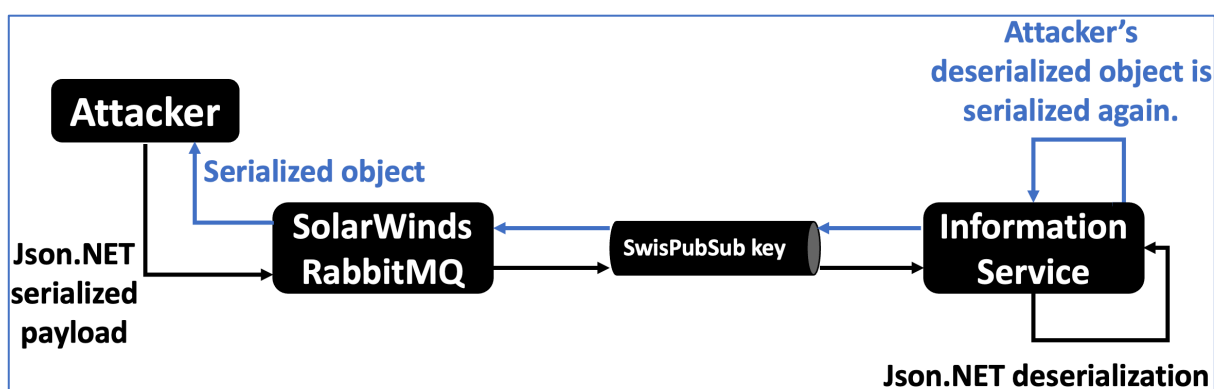 Attacker's
deserialized object is
serialized again.
Attacker
Serialized object
SolarWinds
RabbitMQ
SwisPubSub key
Information
Service
Json.NET
serialized
payload
Json.NET deserialization